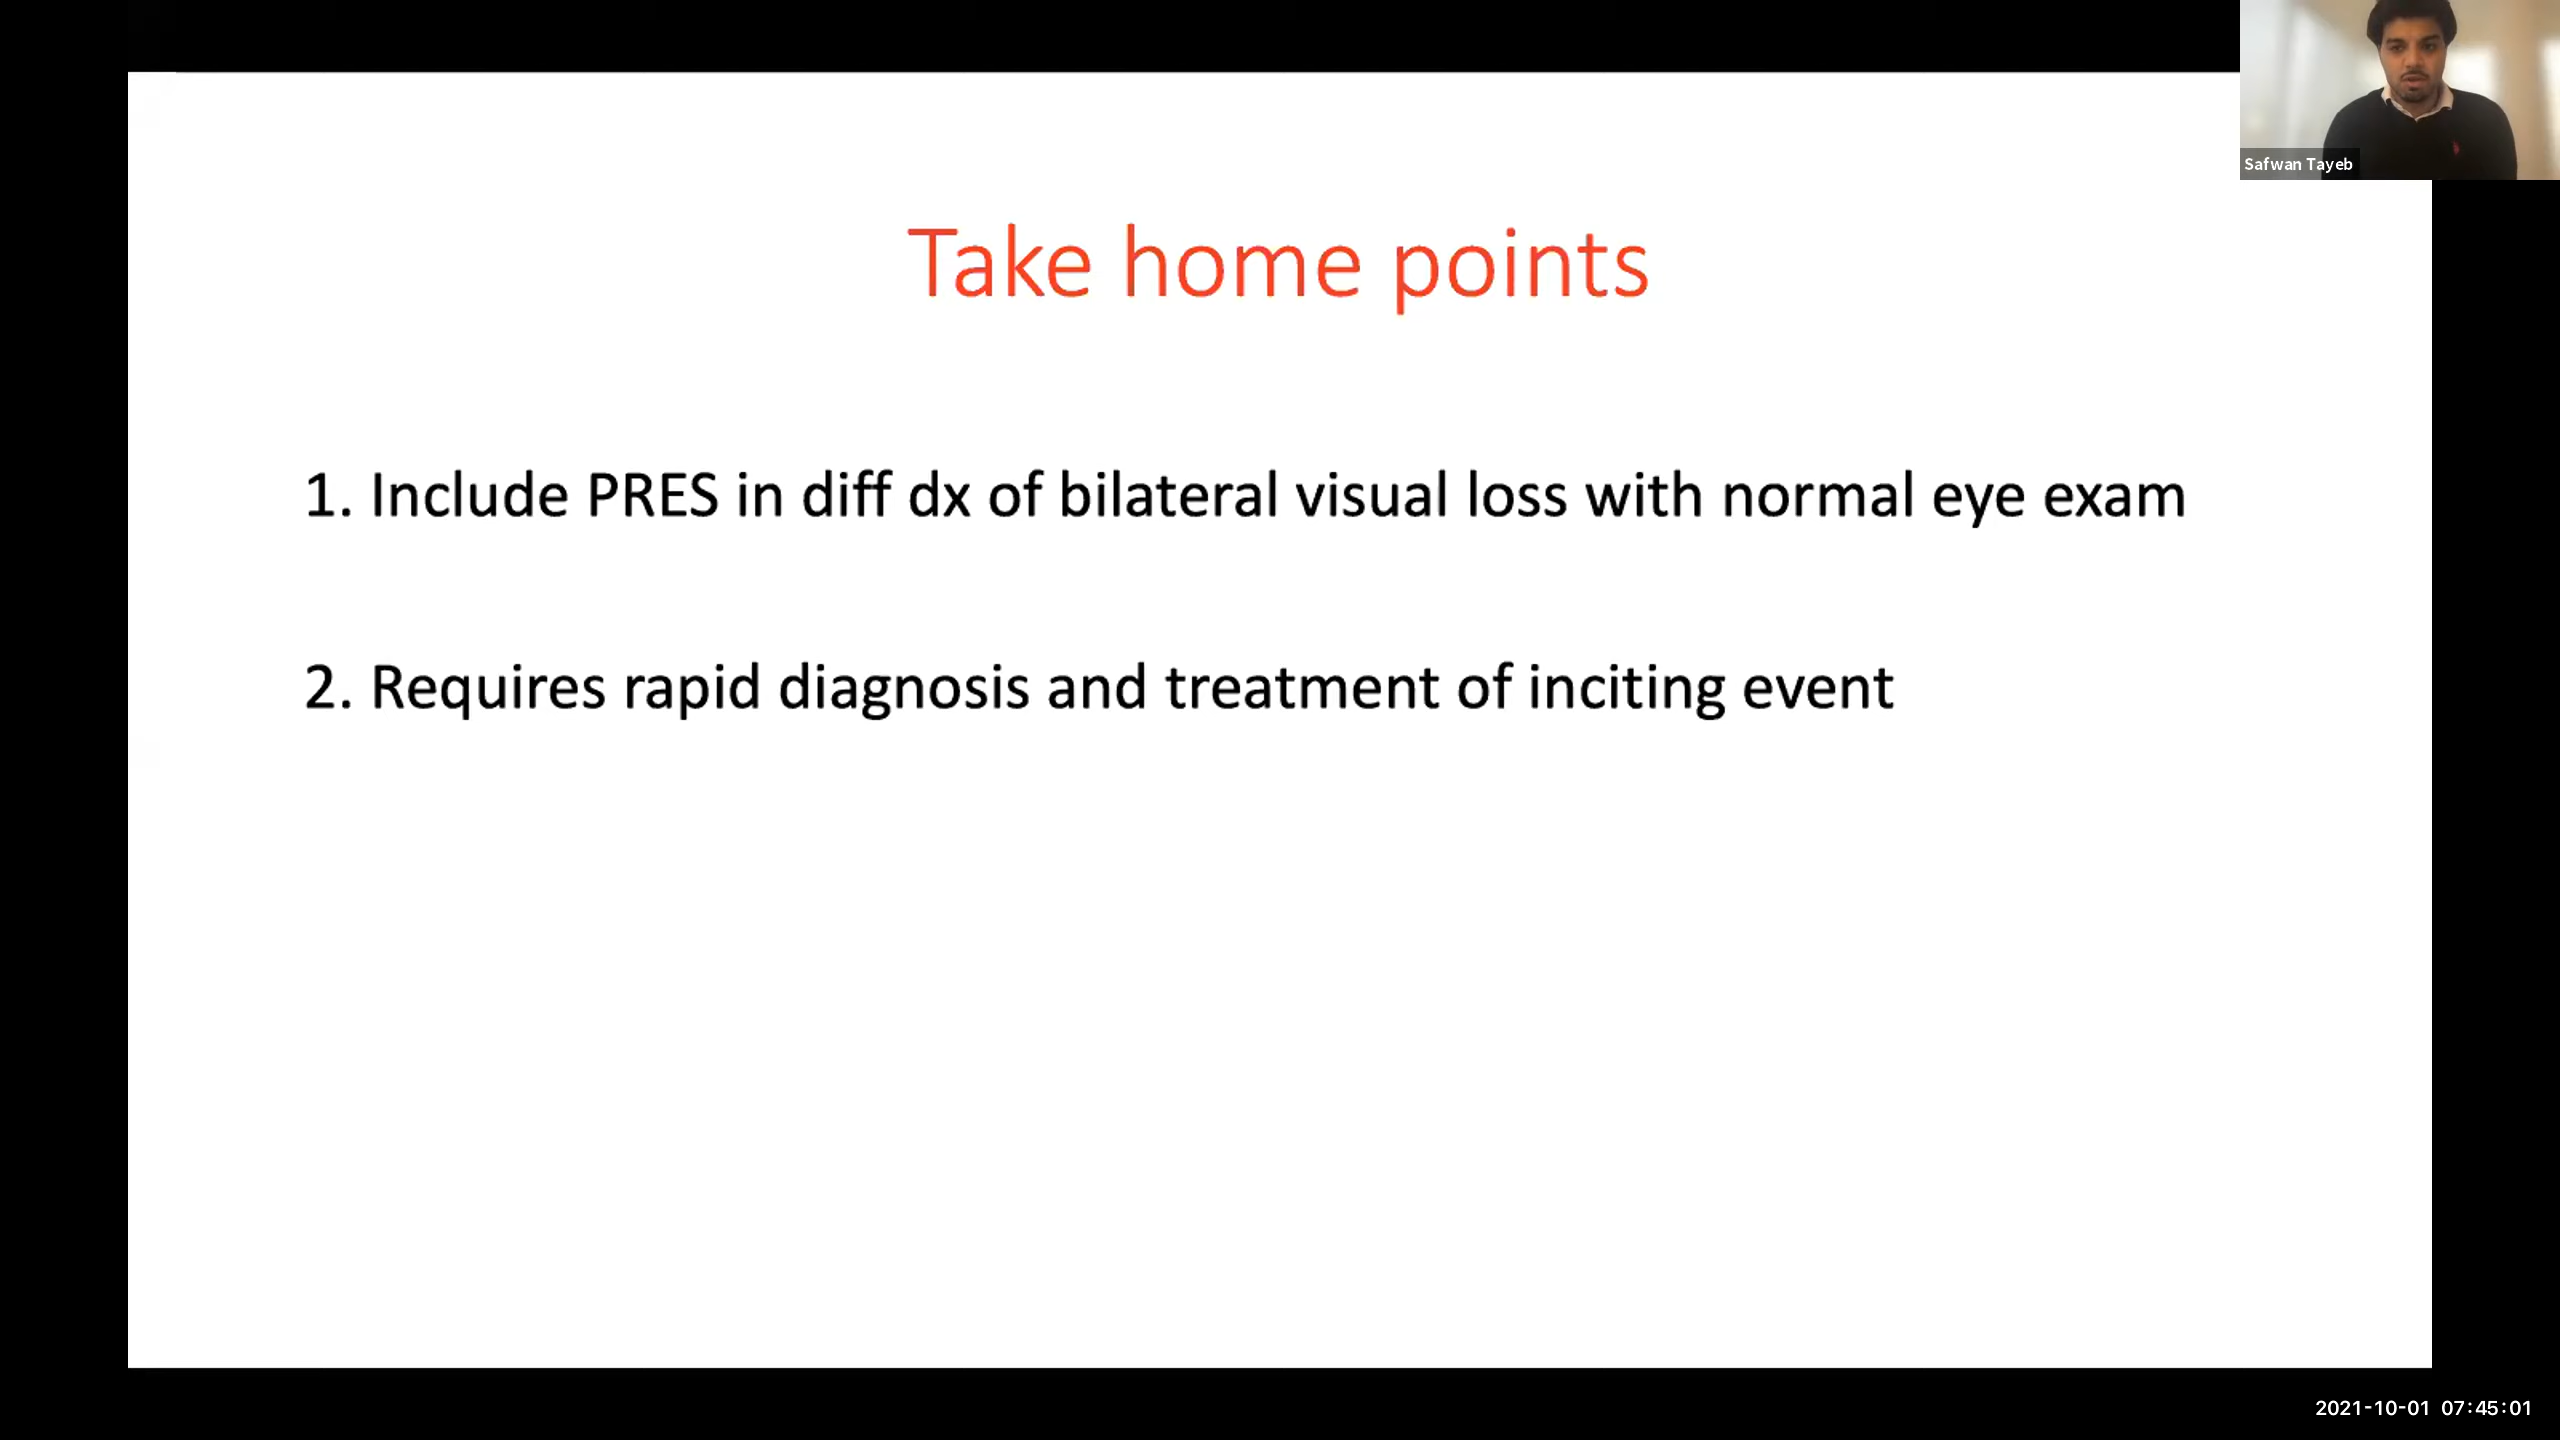 Safwan Tayeb
Take home points
1. Include PRES in diff dx of bilateral visual loss with normal eye exam
2. Requires rapid diagnosis and treatment of inciting event
2021-10-01 07:45:01